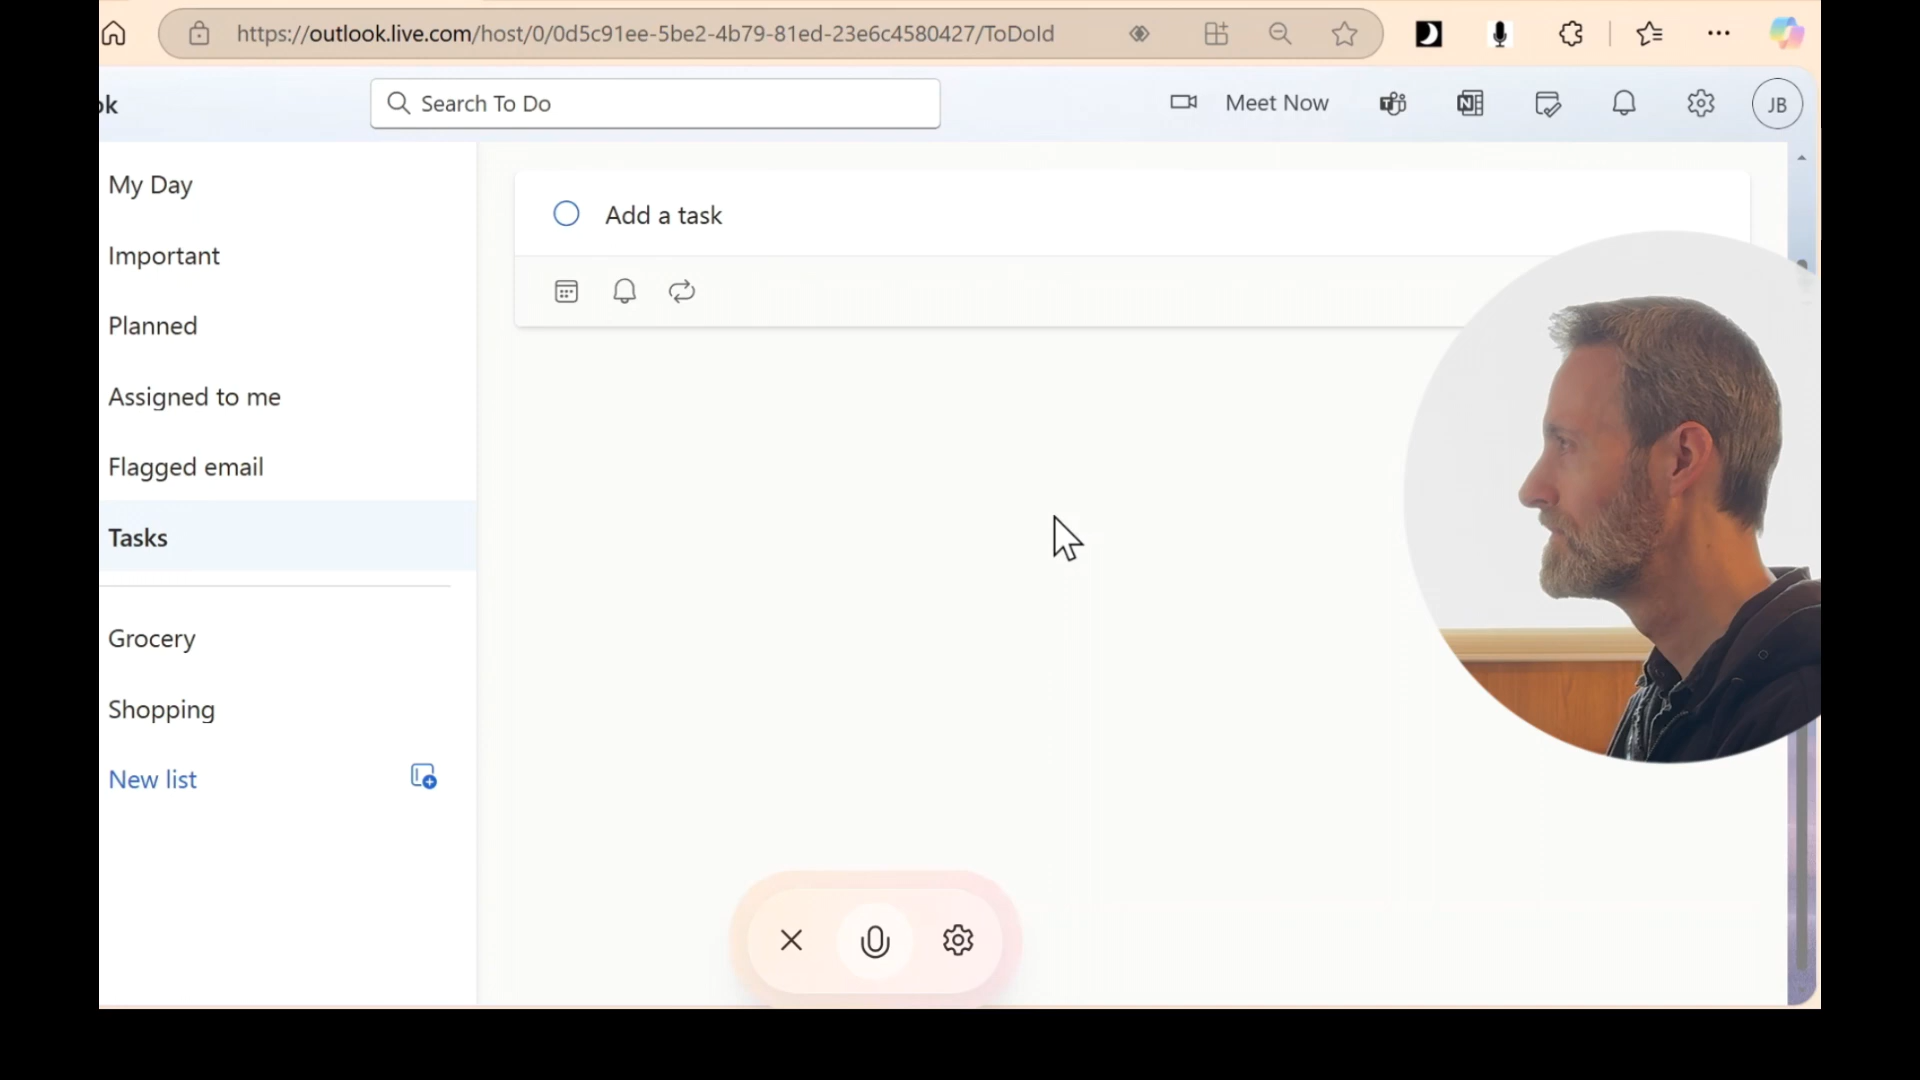 https://outlook.live.com/host/0/0d5c91ee-5be2-4b79-81ed-23e6c4580427/ToDoId
ok
Search To Do
Meet Now
JB
My Day
Important
Planned
Assigned to me
Flagged email
Tasks
Grocery
Shopping
New list
Add a task